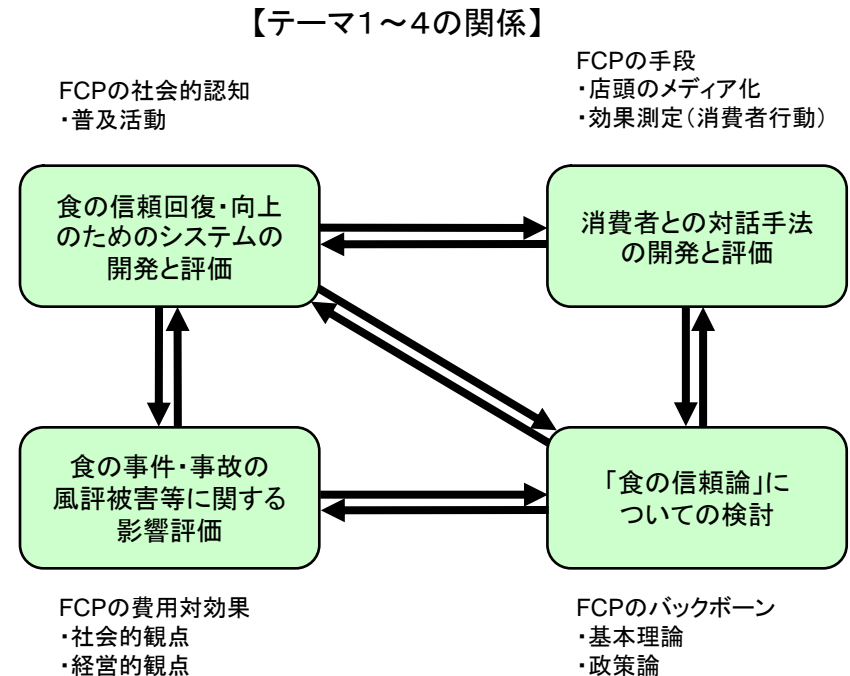 【テーマ1~4の関係】
FCPの社会的認知
・普及活動
FCPの手段
・店頭のメディア化
・効果測定(消費者行動)
食の信頼回復・向上
のためのシステムの
開発と評価
消費者との対話手法
の開発と評価
食の事件・事故の
風評被害等に関する
影響評価
「食の信頼論」に
ついての検討
FCPの費用対効果
・社会的観点
・経営的観点
FCPのバックボーン
・基本理論
・政策論